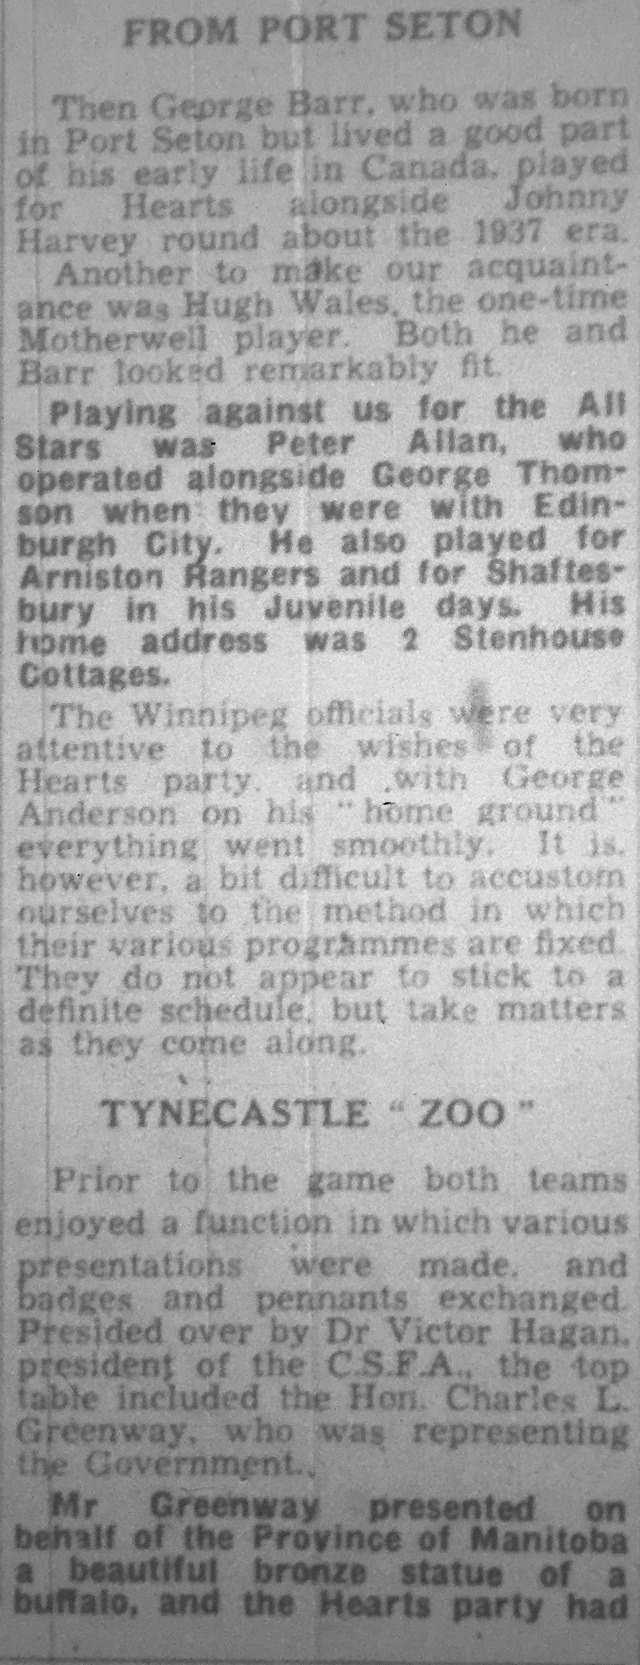 FROM PORT SETON
Then George Barr, who was born
in Port Seton but lived a good part
of his early life in Canada, played
for Hearts alongside Johnny
Harvey round about the 1937 era.
Another to make our acquaint-
ance was Hugh Wales, the one-time
Motherwell player. Both he and
Barr looked remarkably fit.
Playing against us for the All
Stars was Peter Allan, who
operated alongside George Thom-
son when they were with Edin-
burgh City. He also played for
Arniston Rangers and for Shaftes-
bury in his Juvenile days. His
home address was 2 Stenhouse
Cottages.
The Winnipeg officials were very
attentive to the wishes of the
Hearts party, and with George
Anderson on his "home ground"
everything went smoothly. It is,
however, a bit difficult to accustom
ourselves to the method in which
their various programmes are fixed.
They do not appear to stick to a
definite schedule, but take matters
as they come along.
TYNECASTLE "ZOO"
Prior to the game both teams
enjoyed a function in which various
presentations were made, and
badges and pennants exchanged.
Presided over by Dr Victor Hagan,
president of the C.S.F.A., the top
table included the Hon. Charles L.
Greenway, who was representing
the Government.
Mr Greenway presented on
behalf of the Province of Manitoba
a beautiful bronze statue of a
buffalo, and the Hearts party had